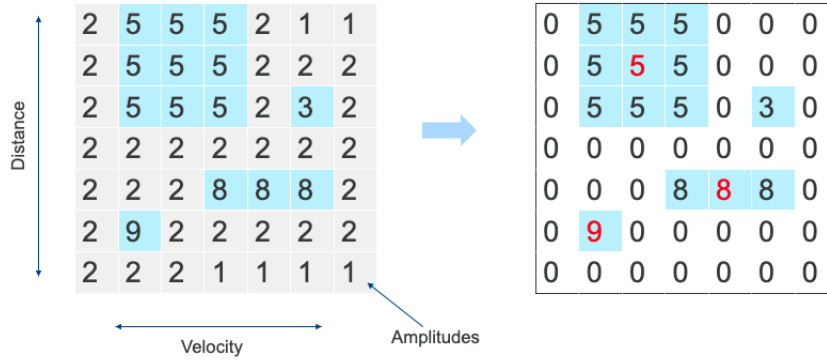 2 5 5 5 2 1 1 0 5 5 5 0 0 0
2 5 5 5 2 2 2 0 5 5 5 0 0 0
2 5 5 5 2 3 2 0 5 5 5 0 3 0
Distance
2 2 2 2 2 2 2 0 0 0 0 0 0 0
2 2 2 8 8 8 2 0 0 0 8 8 8 0
2 9 2 2 2 2 2 0 9 0 0 0 0 0
2 2 2 1 1 1 1 0 0 0 0 0 0 0
Amplitudes
Velocity